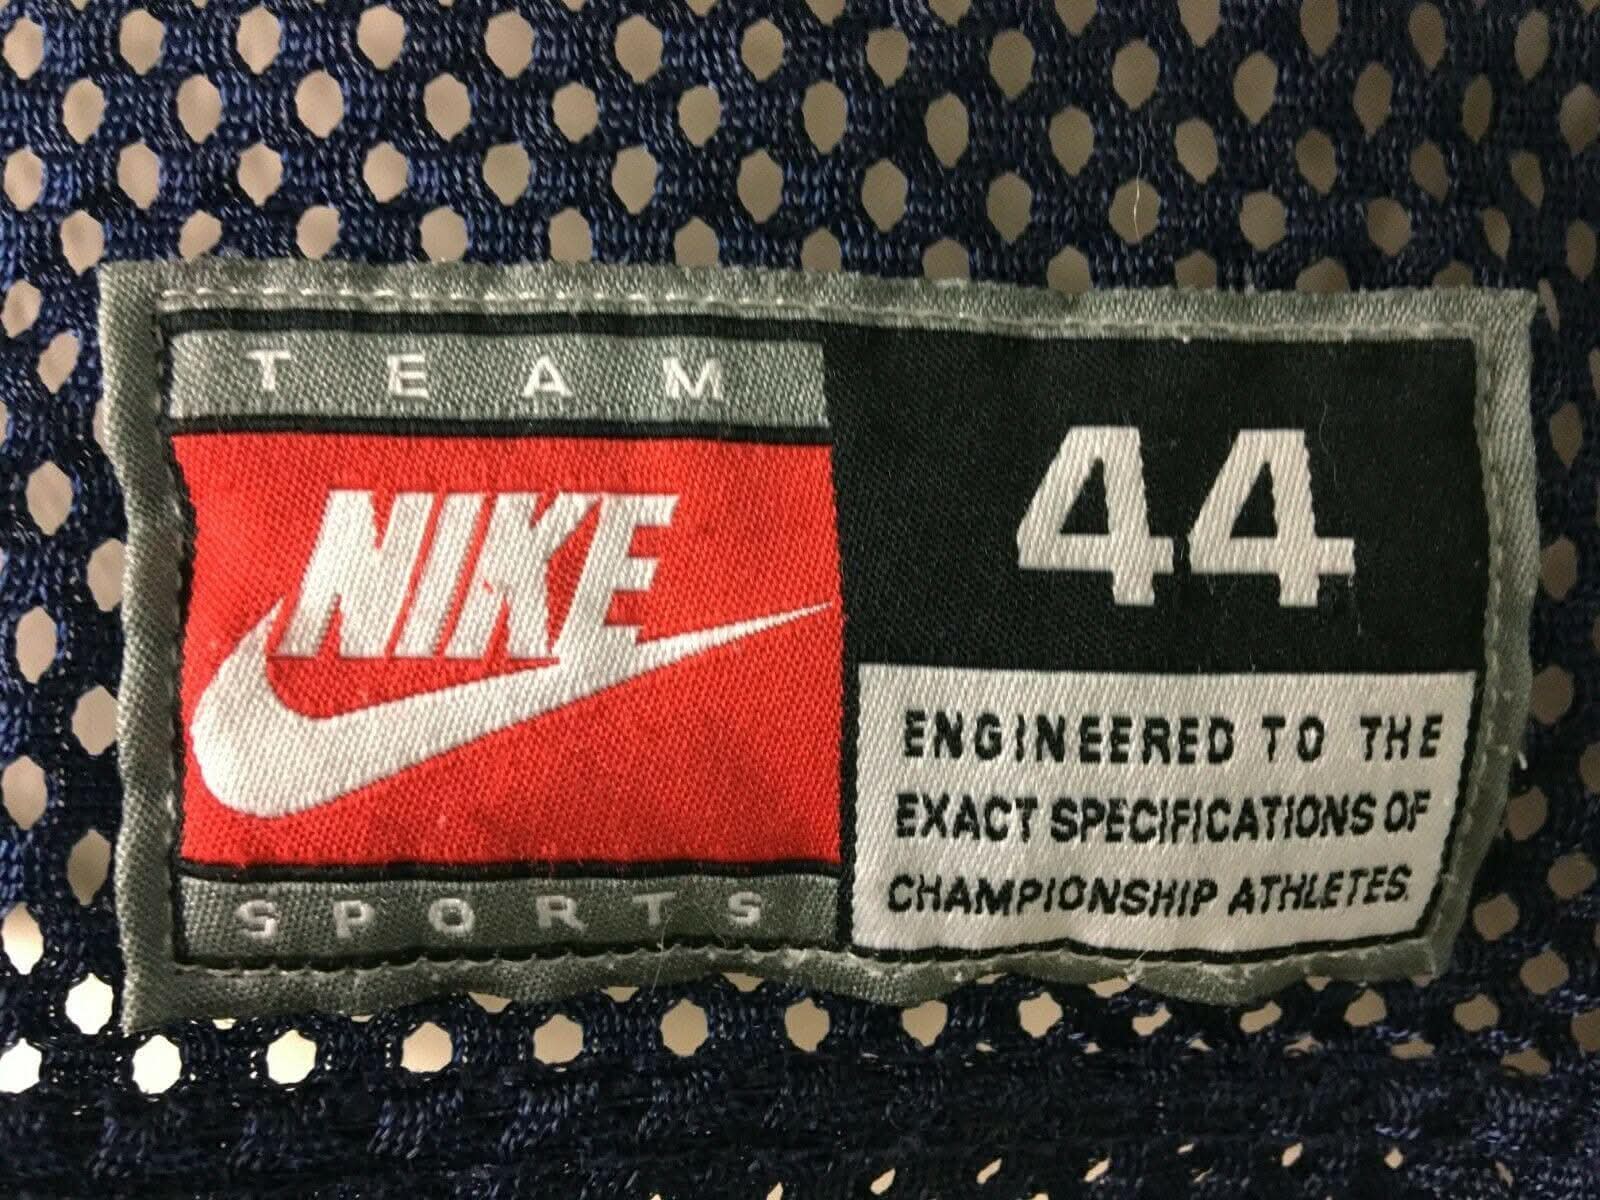 TEAM
NIKE
SPORTS
44
ENGINEERED TO THE
EXACT SPECIFICATIONS OF
CHAMPIONSHIP ATHLETES.